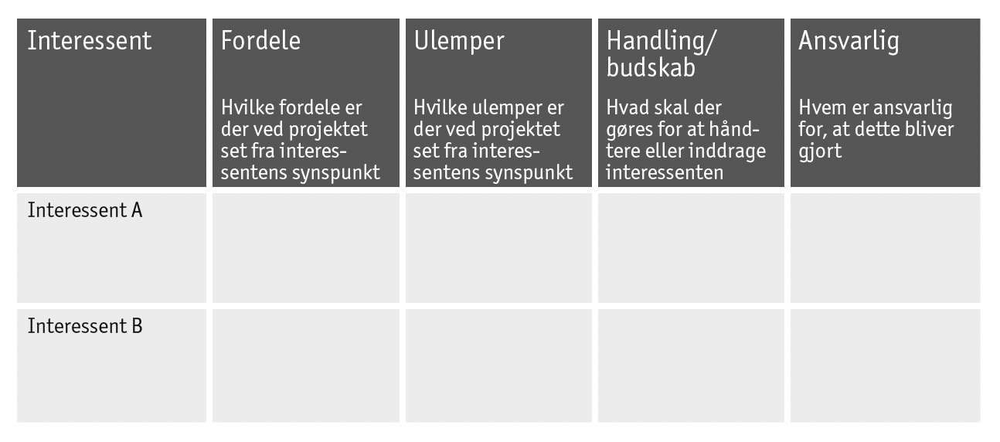 Interessent
Fordele
Hvilke fordele er
der ved projektet
set fra interes-
sentens synspunkt
Ulemper
Hvilke ulemper er
der ved projektet
set fra interes-
sentens synspunkt
Handling/
budskab
Hvad skal der
gøres for at hånd-
tere eller inddrage
interessenten
Ansvarlig
Hvem er ansvarlig
for, at dette bliver
gjort
Interessent A
Interessent B